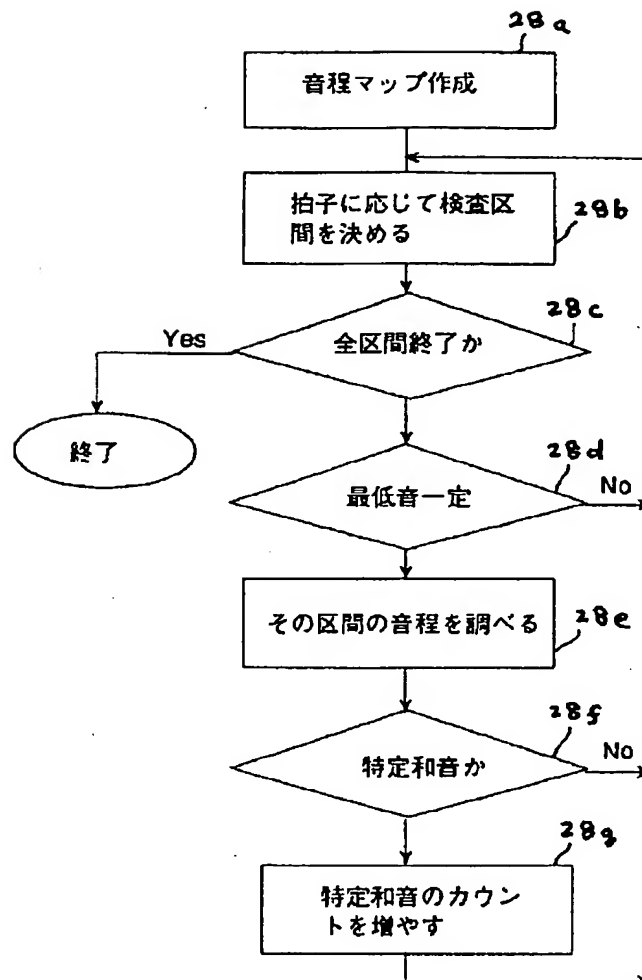 28a
音程マップ作成
拍子に応じて検査区
間を決める
28b
28c
Yes
全区間終了か
終了
28d
最低音一定
No
その区間の音程を調べる
28e
28f
特定和音か
No
28g
特定和音のカウン
トを増やす